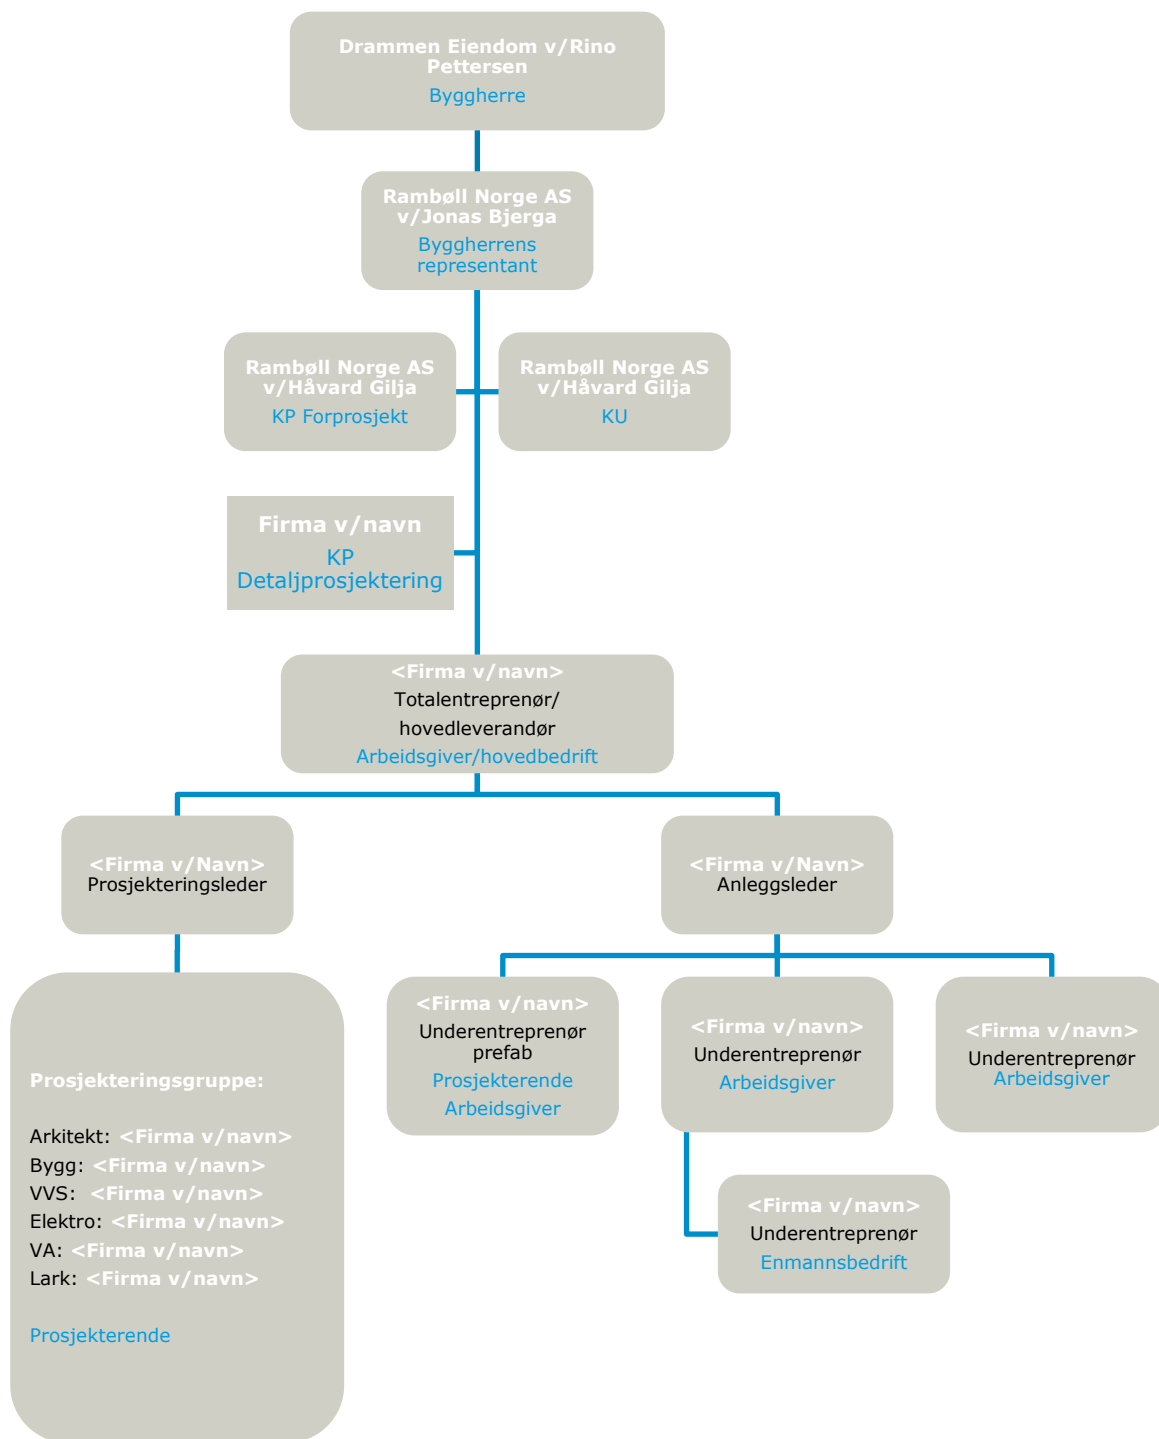 Drammen Eiendom v/Rino
Pettersen
Byggherre
Rambøll Norge AS
v/Jonas Bjerga
Byggherrens
representant
Rambøll Norge AS
v/Håvard Gilja
KP Forprosjekt
Rambøll Norge AS
v/Håvard Gilja
KU
Firma v/navn
KP
Detaljprosjektering
<Firma v/navn>
Totalentreprenør/
hovedleverandør
Arbeidsgiver/hovedbedrift
<Firma v/Navn>
Prosjekteringsleder
<Firma v/Navn>
Anleggsleder
Prosjekteringsgruppe:
Arkitekt: <Firma v/navn>
Bygg: <Firma v/navn>
VVS: <Firma v/navn>
Elektro: <Firma v/navn>
VA: <Firma v/navn>
Lark: <Firma v/navn>
Prosjekterende
<Firma v/navn>
Underentreprenør
prefab
Prosjekterende
Arbeidsgiver
<Firma v/navn>
Underentreprenør
Arbeidsgiver
<Firma v/navn>
Underentreprenør
Arbeidsgiver
<Firma v/navn>
Underentreprenør
Enmannsbedrift